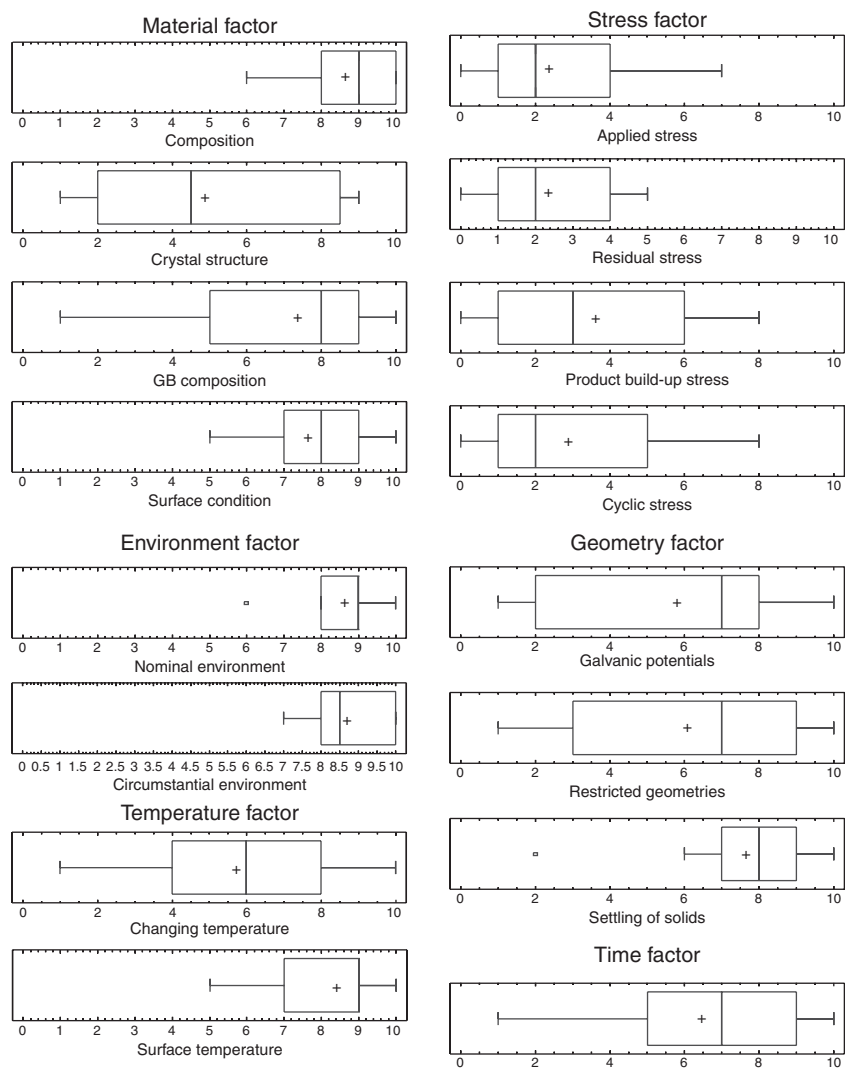 Material factor
0 1 2 3 4 5 6 7 8 9 10
Composition
0 2 4 6 8 10
Crystal structure
0 2 4 6 8 10
GB composition
0 1 2 3 4 5 6 7 8 9 10
Surface condition
Environment factor
0 1 2 3 4 5 6 7 8 9 10
Nominal environment
0 0.5 1 1.5 2 2.5 3 3.5 4 4.5 5 5.5 6 6.5 7 7.5 8 8.5 9 9.5 10
Circumstantial environment
Temperature factor
0 2 4 6 8 10
Changing temperature
0 1 2 3 4 5 6 7 8 9 10
Surface temperature
Stress factor
0 2 4 6 8 10
Applied stress
0 1 2 3 4 5 6 7 8 9 10
Residual stress
0 2 4 6 8 10
Product build-up stress
0 2 4 6 8 10
Cyclic stress
Geometry factor
0 2 4 6 8 10
Galvanic potentials
0 2 4 6 8 10
Restricted geometries
0 2 4 6 8 10
Settling of solids
Time factor
0 2 4 6 8 10